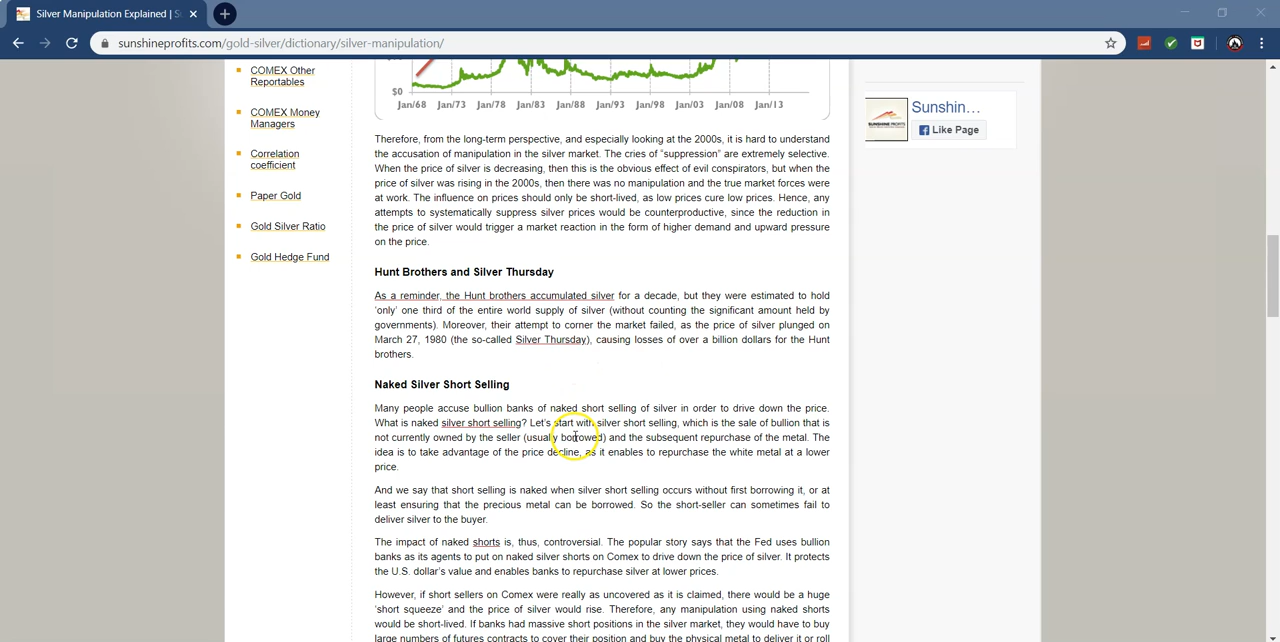 Silver Manipulation Explained | S
sunshineprofits.com/gold-silver/dictionary/silver-manipulation/
COMEX Other
Reportables
COMEX Money
Managers
Correlation
coefficient
Paper Gold
Gold Silver Ratio
Gold Hedge Fund
$0
Jan/68 Jan/73 Jan/78 Jan/83 Jan/88 Jan/93 Jan/98 Jan/03 Jan/08 Jan/13
Therefore, from the long-term perspective, and especially looking at the 2000s, it is hard to understand
the accusation of manipulation in the silver market. The cries of "suppression" are extremely selective.
When the price of silver is decreasing, then this is the obvious effect of evil conspirators, but when the
price of silver was rising in the 2000s, then there was no manipulation and the true market forces were
at work. The influence on prices should only be short-lived, as low prices cure low prices. Hence, any
attempts to systematically suppress silver prices would be counterproductive, since the reduction in
the price of silver would trigger a market reaction in the form of higher demand and upward pressure
on the price.
Hunt Brothers and Silver Thursday
As a reminder, the Hunt brothers accumulated silver for a decade, but they were estimated to hold
'only' one third of the entire world supply of silver (without counting the significant amount held by
governments). Moreover, their attempt to corner the market failed, as the price of silver plunged on
March 27, 1980 (the so-called Silver Thursday), causing losses of over a billion dollars for the Hunt
brothers.
Naked Silver Short Selling
Many people accuse bullion banks of naked short selling of silver in order to drive down the price.
What is naked silver short selling? Let's start with silver short selling, which is the sale of bullion that is
not currently owned by the seller (usually borrowed) and the subsequent repurchase of the metal. The
idea is to take advantage of the price decline, as it enables to repurchase the white metal at a lower
price.
And we say that short selling is naked when silver short selling occurs without first borrowing it, or at
least ensuring that the precious metal can be borrowed. So the short-seller can sometimes fail to
deliver silver to the buyer.
The impact of naked shorts is, thus, controversial. The popular story says that the Fed uses bullion
banks as its agents to put on naked silver shorts on Comex to drive down the price of silver. It protects
the U.S. dollar's value and enables banks to repurchase silver at lower prices.
However, if short sellers on Comex were really as uncovered as it is claimed, there would be a huge
'short squeeze' and the price of silver would rise. Therefore, any manipulation using naked shorts
would be short-lived. If banks had massive short positions in the silver market, they would have to buy
large numbers of futures contracts to cover their position and buy the physical metal to deliver it or roll
SUNSHINE PROFITS
Sunshin...
Like Page